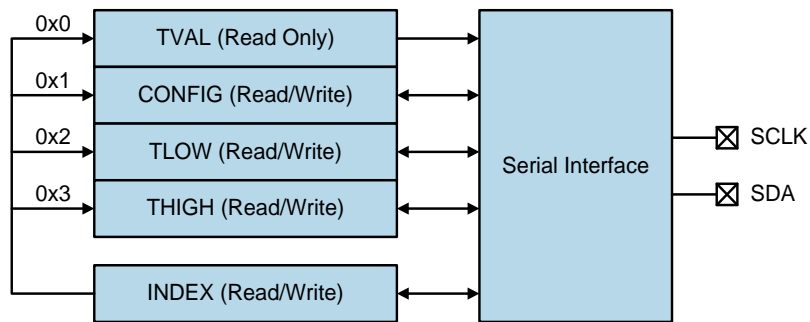 0x0
TVAL (Read Only)
0x1
CONFIG (Read/Write)
0x2
TLOW (Read/Write)
0x3
THIGH (Read/Write)
INDEX (Read/Write)
Serial Interface
SCLK
SDA